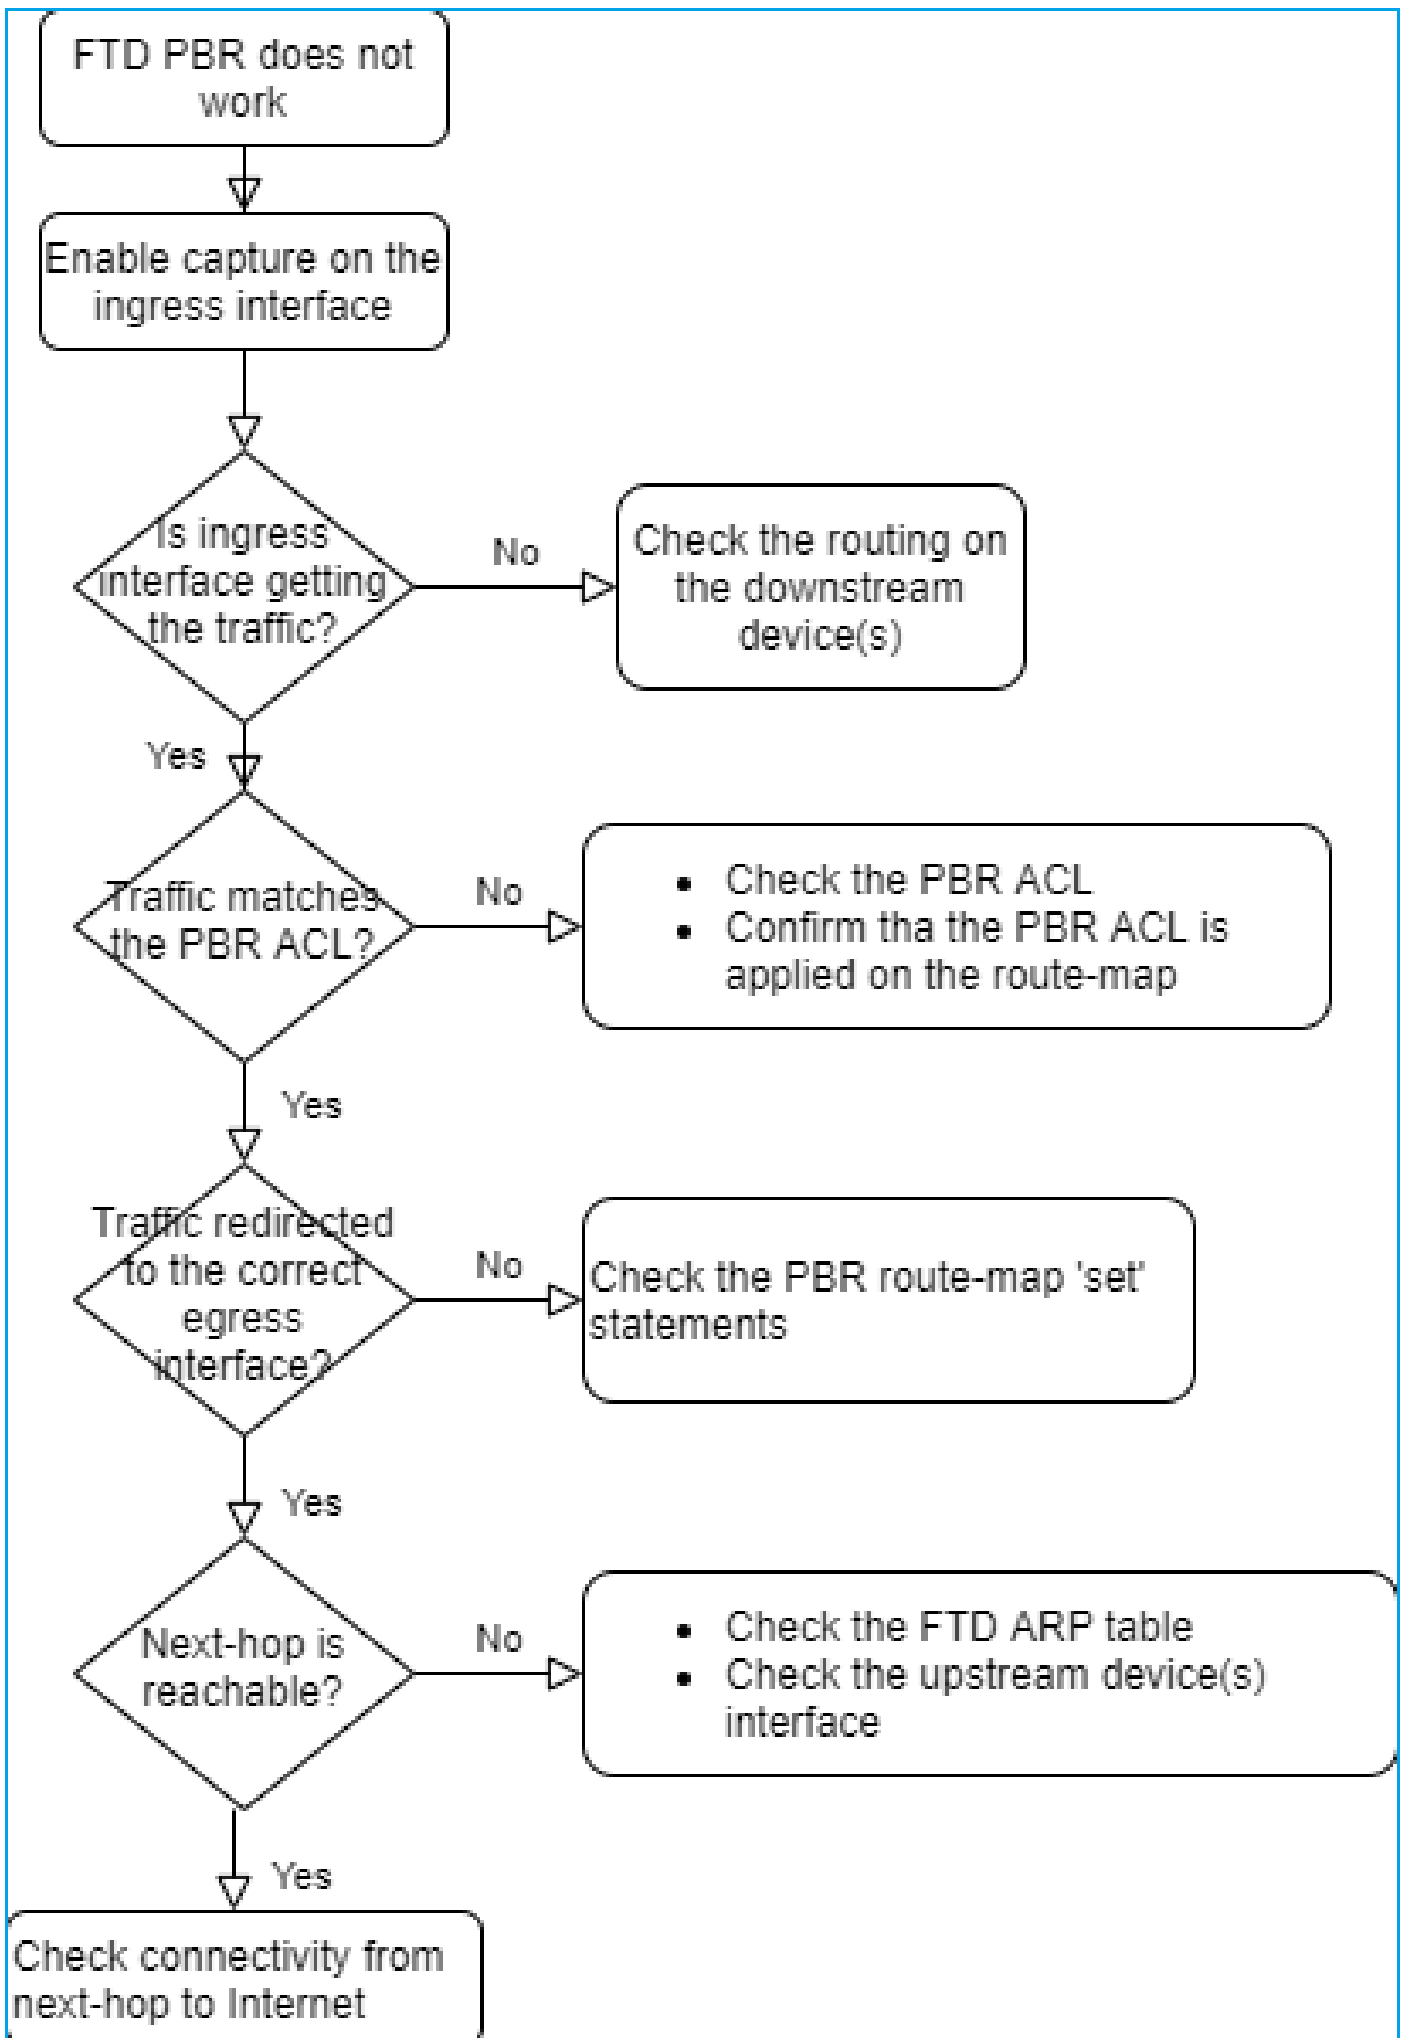 FTD PBR does not
work
Enable capture on the
ingress interface
Is ingress
interface getting
the traffic?
No
Check the routing on
the downstream
device(s)
Yes
Traffic matches
the PBR ACL?
No
• Check the PBR ACL
• Confirm tha the PBR ACL is
applied on the route-map
Yes
Traffic redirected
to the correct
egress
interface?
No
Check the PBR route-map 'set'
statements
Yes
Next-hop is
reachable?
No
• Check the FTD ARP table
• Check the upstream device(s)
interface
Yes
Check connectivity from
next-hop to Internet